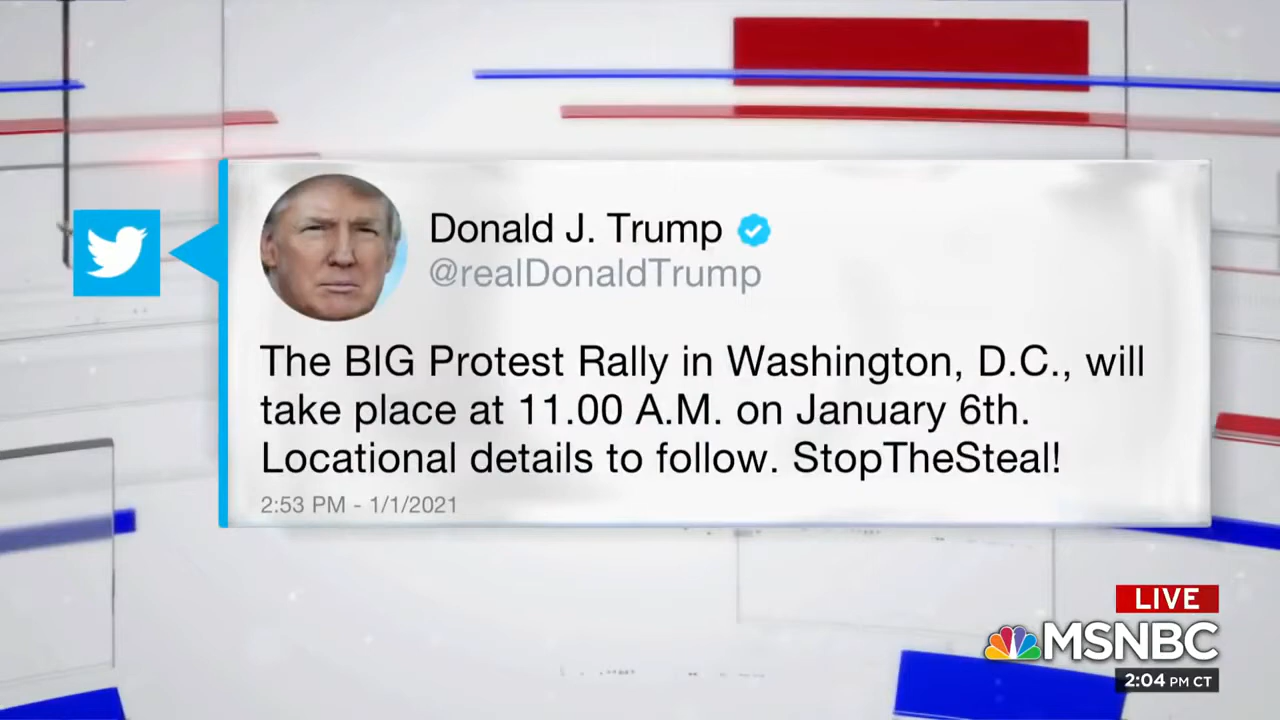 Donald J. Trump
@realDonaldTrump
The BIG Protest Rally in Washington, D.C., will
take place at 11.00 A.M. on January 6th.
Locational details to follow. StopTheSteal!
2:53 PM - 1/1/2021
LIVE
MSNBC
2:04 PM CT